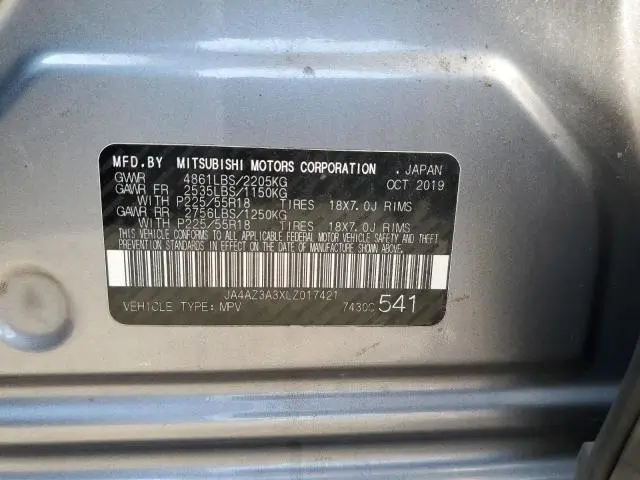 MFD.BY MITSUBISHI MOTORS CORPORATION , JAPAN
GVWR 4861LBS/2205KG OCT 2019
GAWR FR 2535LBS/1150KG
WITH P225/55R18 TIRES 18X7.0J RIMS
GAWR RR 2756LBS/1250KG
WITH P225/55R18 TIRES 18X7.0J RIMS
THIS VEHICLE CONFORMS TO ALL APPLICABLE FEDERAL MOTOR VEHICLE SAFETY AND THEFT
PREVENTION STANDARDS IN EFFECT ON THE DATE OF MANUFACTURE SHOWN ABOVE.
JA4AZ3A3XLZ017421
VEHICLE TYPE: MPV 7430C 541